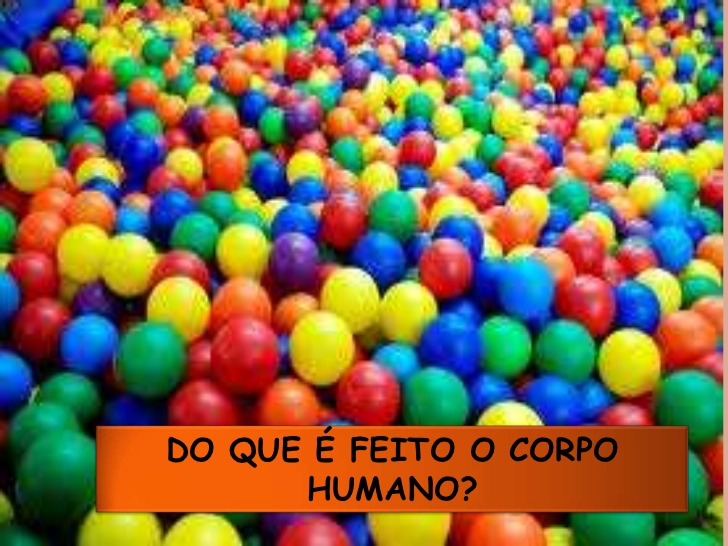 DO QUE É FEITO O CORPO
HUMANO?